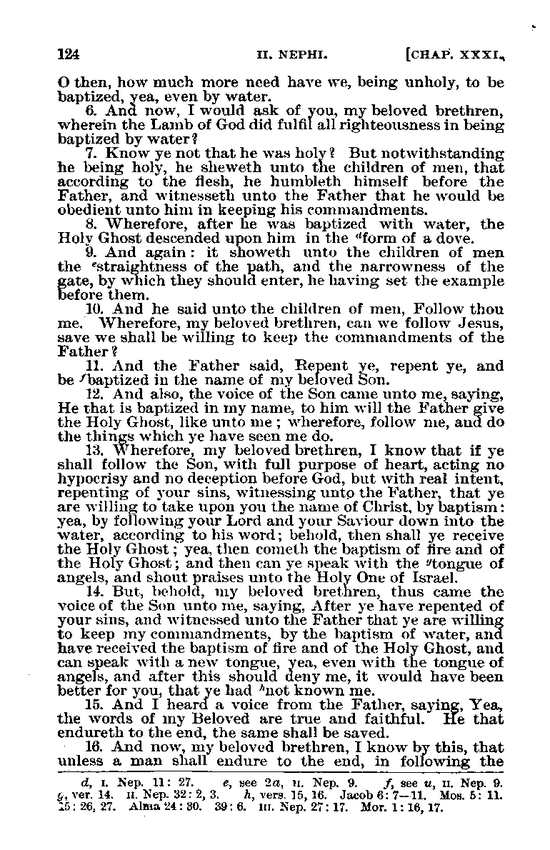 124 II. NEPHI. [CHAP. XXXI.,
O then, how much more need have we, being unholy, to be
baptized, yea, even by water.
6. And now, I would ask of you, my beloved brethren,
wherein the Lamb of God did fulfil all righteousness in being
baptized by water?
7. Know ye not that he was holy? But notwithstanding
he being holy, he sheweth unto the children of men, that
according to the flesh, he humbleth himself before the
Father, and witnesseth unto the Father that he would be
obedient unto him in keeping his commandments.
8. Wherefore, after he was baptized with water, the
Holy Ghost descended upon him in the dform of a dove.
9. And again: it showeth unto the children of men
the estraightness of the path, and the narrowness of the
gate, by which they should enter, he having set the example
before them.
10. And he said unto the children of men, Follow thou
me. Wherefore, my beloved brethren, can we follow Jesus,
save we shall be willing to keep the commandments of the
Father?
11. And the Father said, Repent ye, repent ye, and
be fbaptized in the name of my beloved Son.
12. And also, the voice of the Son came unto me, saying,
He that is baptized in my name, to him will the Father give
the Holy Ghost, like unto me; wherefore, follow me, and do
the things which ye have seen me do.
13. Wherefore, my beloved brethren, I know that if ye
shall follow the Son, with full purpose of heart, acting no
hypocrisy and no deception before God, but with real intent,
repenting of your sins, witnessing unto the Father, that ye
are willing to take upon you the name of Christ, by baptism:
yea, by following your Lord and your Saviour down into the
water, according to his word; behold, then shall ye receive
the Holy Ghost; yea, then cometh the baptism of fire and of
the Holy Ghost; and then can ye speak with the gtongue of
angels, and shout praises unto the Holy One of Israel.
14. But, behold, my beloved brethren, thus came the
voice of the Son unto me, saying, After ye have repented of
your sins, and witnessed unto the Father that ye are willing
to keep my commandments, by the baptism of water, and
have received the baptism of fire and of the Holy Ghost, and
can speak with a new tongue, yea, even with the tongue of
angels, and after this should deny me, it would have been
better for you, that ye had hnot known me.
15. And I heard a voice from the Father, saying, Yea,
the words of my Beloved are true and faithful. He that
endureth to the end, the same shall be saved.
16. And now, my beloved brethren, I know by this, that
unless a man shall endure to the end, in following the
d, I. Nep. 11: 27. e, see 2a, II. Nep. 9. f, see u, II. Nep. 9.
g, ver. 14. II. Nep. 32: 2, 3. h, vers. 15, 16. Jacob 6: 7—11. Mos. 5: 11.
15: 26, 27. Alma 24: 30. 39: 6. III. Nep. 27: 17. Mor. 1: 16, 17.